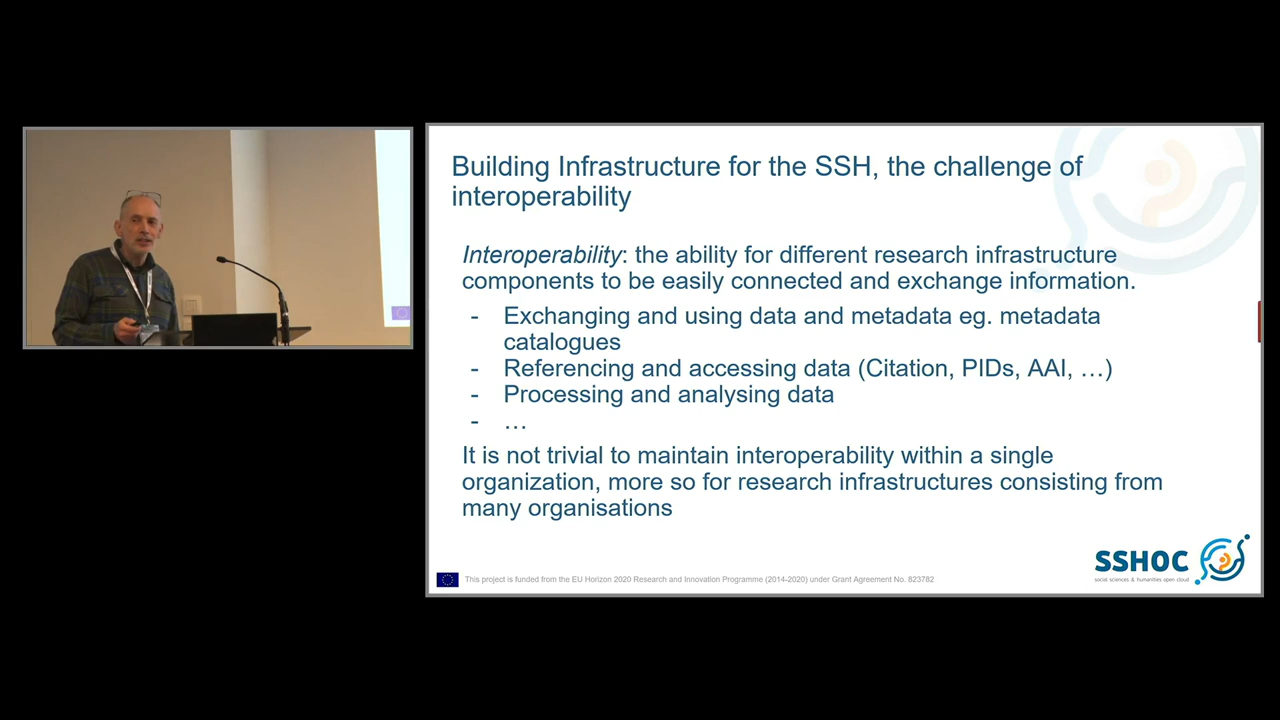 Building Infrastructure for the SSH, the challenge of
interoperability
Interoperability: the ability for different research infrastructure
components to be easily connected and exchange information.
- Exchanging and using data and metadata eg. metadata
catalogues
- Referencing and accessing data (Citation, PIDs, AAI, …)
- Processing and analysing data
- …
It is not trivial to maintain interoperability within a single
organization, more so for research infrastructures consisting from
many organisations
SSHOC
social sciences & humanities open cloud
This project is funded from the EU Horizon 2020 Research and Innovation Programme (2014-2020) under Grant Agreement No. 823782